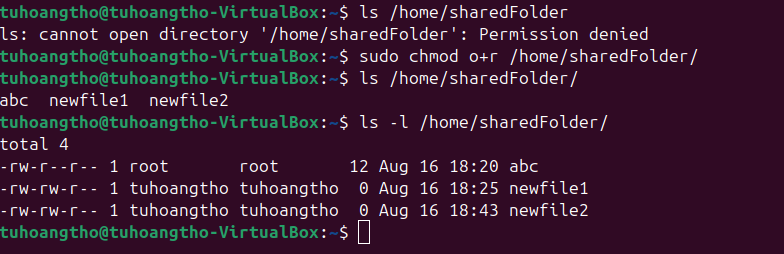 tuhoangtho@tuhoangtho-VirtualBox:~$ ls /home/sharedFolder
ls: cannot open directory '/home/sharedFolder': Permission denied
tuhoangtho@tuhoangtho-VirtualBox:~$ sudo chmod o+r /home/sharedFolder/
tuhoangtho@tuhoangtho-VirtualBox:~$ ls /home/sharedFolder/
abc  newfile1  newfile2
tuhoangtho@tuhoangtho-VirtualBox:~$ ls -l /home/sharedFolder/
total 4
-rw-r--r-- 1 root       root       12 Aug 16 18:20 abc
-rw-rw-r-- 1 tuhoangtho tuhoangtho  0 Aug 16 18:25 newfile1
-rw-rw-r-- 1 tuhoangtho tuhoangtho  0 Aug 16 18:43 newfile2
tuhoangtho@tuhoangtho-VirtualBox:~$